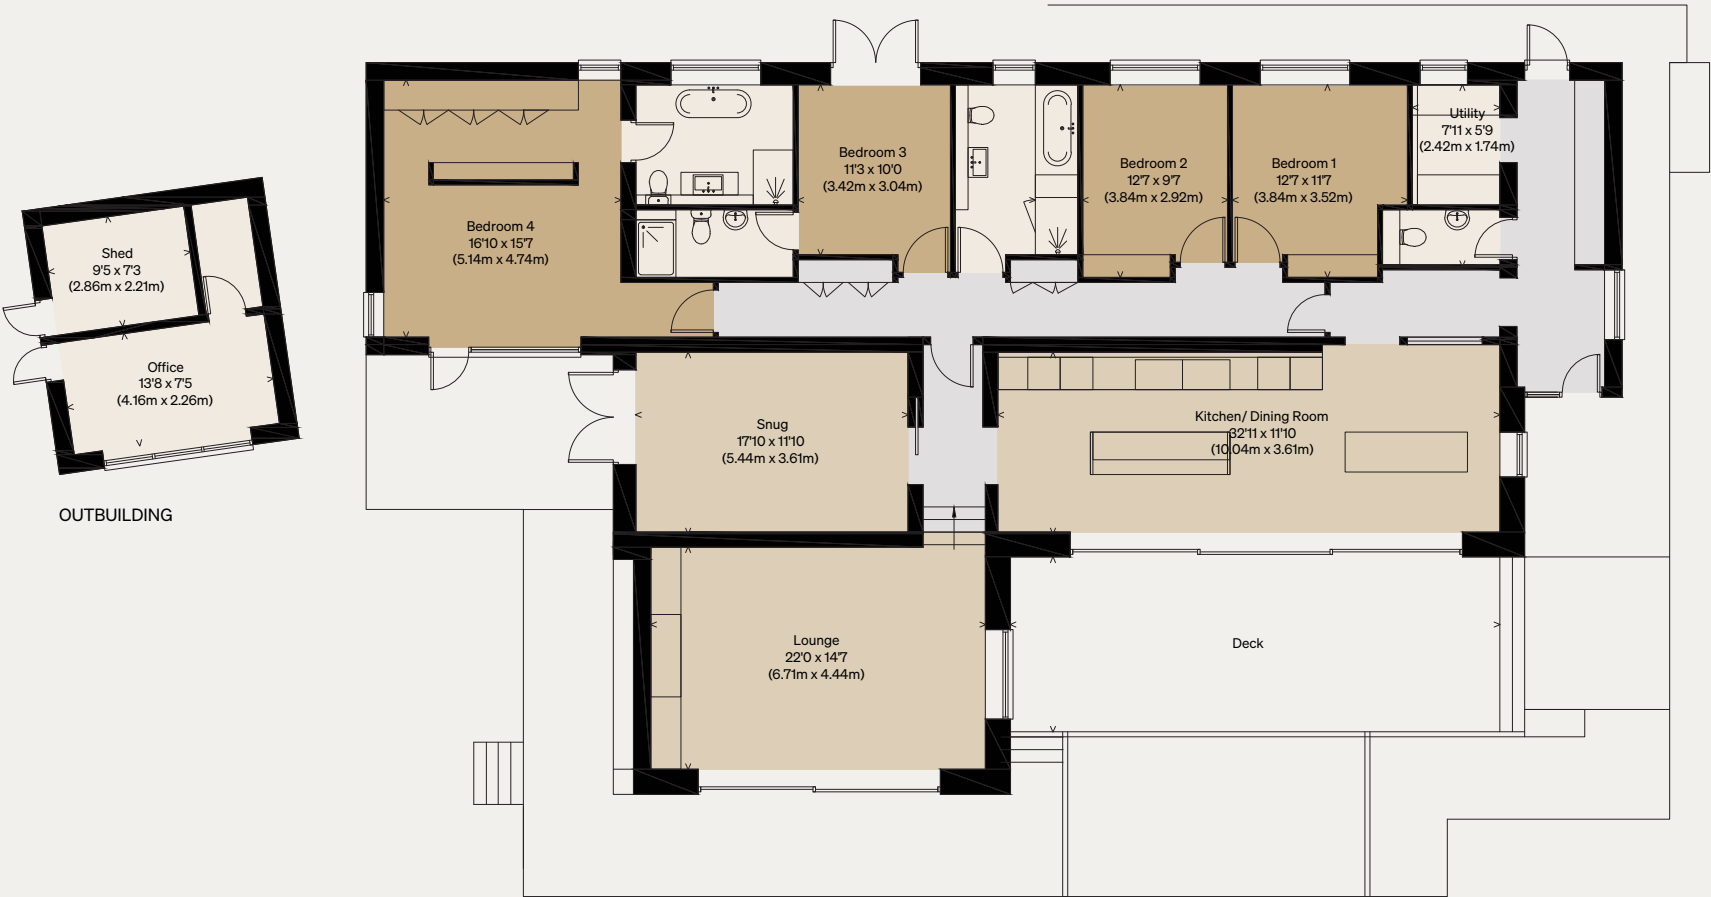 Shed
9'5 x 7'3
(2.86m x 2.21m)
Office
13'8 x 7'5
(4.16m x 2.26m)
OUTBUILDING
Bedroom 4
16'10 x 15'7
(5.14m x 4.74m)
Bedroom 3
11'3 x 10'0
(3.42m x 3.04m)
Bedroom 2
12'7 x 9'7
(3.84m x 2.92m)
Bedroom 1
12'7 x 11'7
(3.84m x 3.52m)
Utility
7'11 x 5'9
(2.42m x 1.74m)
Snug
17'10 x 11'10
(5.44m x 3.61m)
Kitchen/ Dining Room
32'11 x 11'10
(10.04m x 3.61m)
Lounge
22'0 x 14'7
(6.71m x 4.44m)
Deck